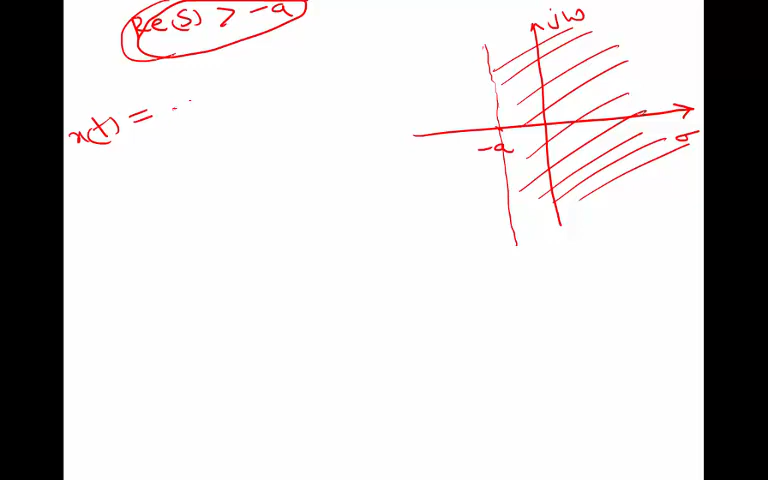 Re(S) > -a
jω
x(t) =
-a
σ